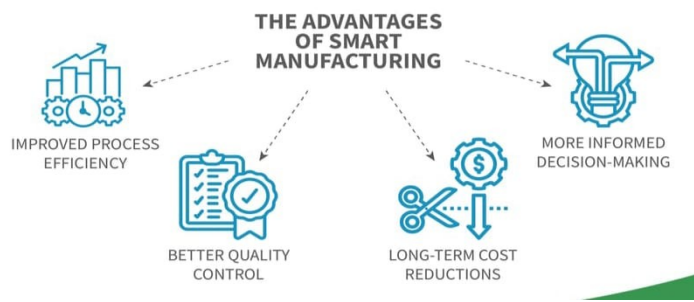 THE ADVANTAGES
OF SMART
MANUFACTURING
IMPROVED PROCESS
EFFICIENCY
BETTER QUALITY
CONTROL
$
LONG-TERM COST
REDUCTIONS
MORE INFORMED
DECISION-MAKING